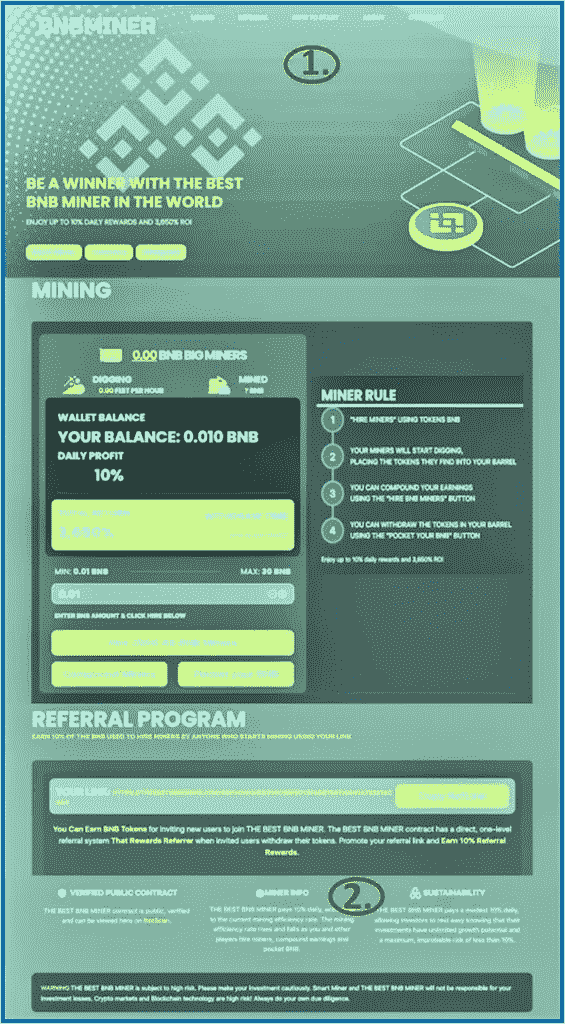 BNBMINER
1.
BE A WINNER WITH THE BEST
BNB MINER IN THE WORLD
ENJOY UP TO 10% DAILY REWARDS AND 3,650% ROI
MINING
0.00 BNB BIG MINERS
DIGGING
0.00 FEET PER HOUR
MINED
? BNB
WALLET BALANCE
YOUR BALANCE: 0.010 BNB
DAILY PROFIT
10%
3,650%
MIN: 0.01 BNB
MAX: 30 BNB
0.01
ENTER BNB AMOUNT & CLICK HERE BELOW
MINER RULE
1 "HIRE MINERS" USING TOKENS BNB
2 YOUR MINERS WILL START DIGGING,
PLACING THE TOKENS THEY FIND INTO YOUR BARREL
3 YOU CAN COMPOUND YOUR EARNINGS
USING THE "HIRE BNB MINERS" BUTTON
4 YOU CAN WITHDRAW THE TOKENS IN YOUR BARREL
USING THE "POCKET YOUR BNB" BUTTON
Enjoy up to 10% daily rewards and 3,650% ROI
REFERRAL PROGRAM
EARN 10% OF THE BNB USED TO HIRE MINERS BY ANYONE WHO STARTS MINING USING YOUR LINK
YOUR LINK:
You Can Earn BNB Tokens for inviting new users to join THE BEST BNB MINER. The BEST BNB MINER contract has a direct, one-level
referral system That Rewards Referrer when invited users withdraw their tokens. Promote your referral link and Earn 10% Referral
Rewards.
VERIFIED PUBLIC CONTRACT
THE BEST BNB MINER contract is public, verified
and can be viewed here on BscScan.
MINER INFO
THE BEST BNB MINER pays 10% daily,
to the current mining efficiency rate. The mining
efficiency rate rises and falls as you and other
players hire miners, compound earnings and
pocket BNB.
2.
SUSTAINABILITY
THE BEST BNB MINER pays a modest 10% daily,
allowing investors to rest easy knowing that their
investments have unlimited growth potential and
a maximum, improbable risk of less than 10%.
WARNING THE BEST BNB MINER is subject to high risk. Please make your investment cautiously. Smart Miner and THE BEST BNB MINER will not be responsible for your
investment losses. Crypto markets and Blockchain technology are high risk! Always do your own due diligence.